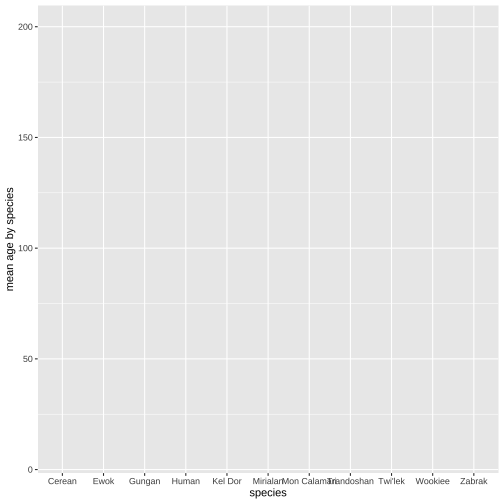 200
150
100
50
0
mean age by species
Cerean Ewok Gungan Human Kel Dor Mirialan Mon Calamari Trandoshan Twi'lek Wookiee Zabrak
species